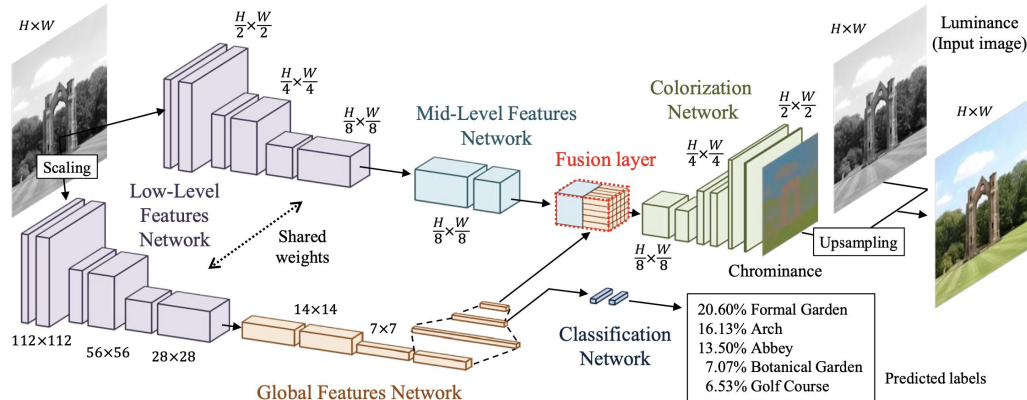 H×W
Scaling
H/2 × W/2
H/4 × W/4
H/8 × W/8
Low-Level
Features
Network
Shared
weights
112×112
56×56
28×28
Mid-Level Features
Network
H/8 × W/8
Fusion layer
14×14
7×7
Global Features Network
Colorization
Network
H/8 × W/8
H/4 × W/4
H/2 × W/2
Chrominance
Classification
Network
H×W
Luminance
(Input image)
H×W
Upsampling
20.60% Formal Garden
16.13% Arch
13.50% Abbey
7.07% Botanical Garden
6.53% Golf Course
Predicted labels